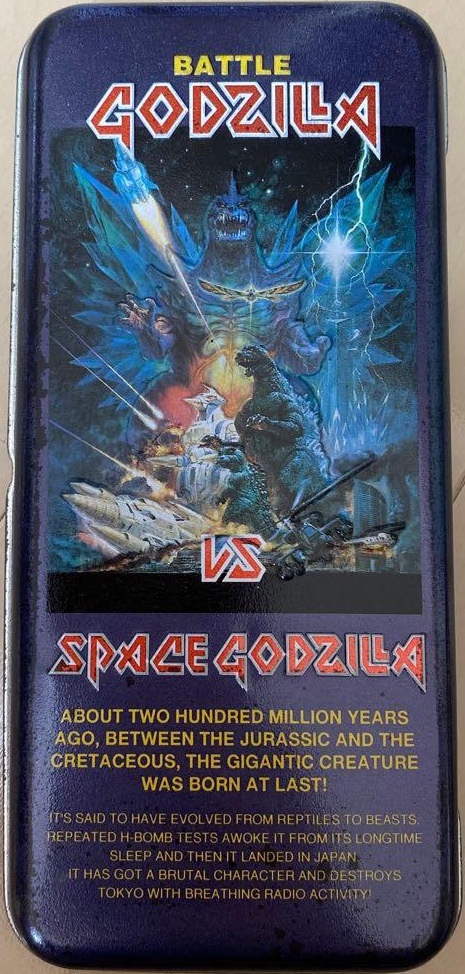 BATTLE
GODZILLA
VS
SPACE GODZILLA
ABOUT TWO HUNDRED MILLION YEARS
AGO, BETWEEN THE JURASSIC AND THE
CRETACEOUS, THE GIGANTIC CREATURE
WAS BORN AT LAST!
IT'S SAID TO HAVE EVOLVED FROM REPTILES TO BEASTS.
REPEATED H-BOMB TESTS AWOKE IT FROM ITS LONGTIME
SLEEP AND THEN IT LANDED IN JAPAN.
IT HAS GOT A BRUTAL CHARACTER AND DESTROYS
TOKYO WITH BREATHING RADIO ACTIVITY!